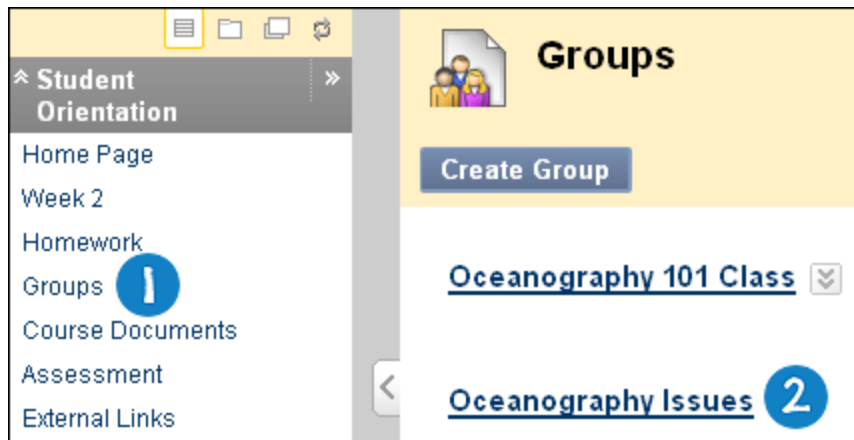 Student
Orientation
Home Page
Week 2
Homework
Groups 1
Course Documents
Assessment
External Links
Groups
Create Group
Oceanography 101 Class
Oceanography Issues 2